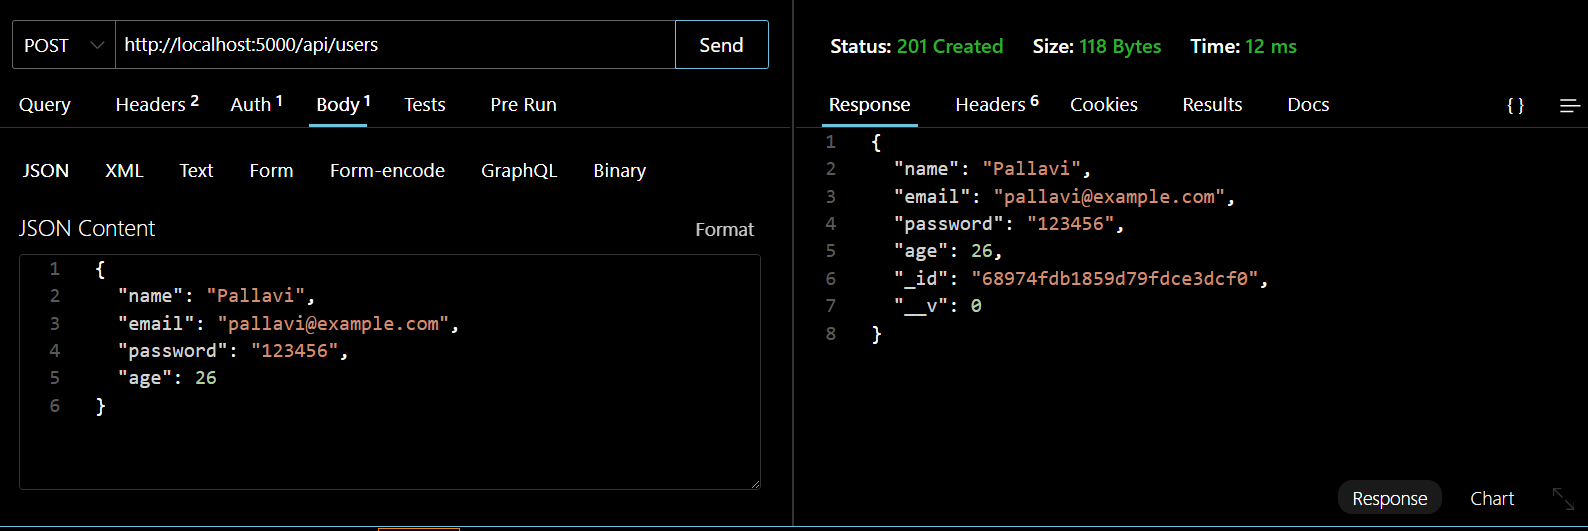 POST http://localhost:5000/api/users Send
Query Headers 2 Auth 1 Body 1 Tests Pre Run
JSON XML Text Form Form-encode GraphQL Binary
JSON Content Format
1 {
2 "name": "Pallavi",
3 "email": "pallavi@example.com",
4 "password": "123456",
5 "age": 26
6 }
Status: 201 Created Size: 118 Bytes Time: 12 ms
Response Headers 6 Cookies Results Docs { }
1 {
2 "name": "Pallavi",
3 "email": "pallavi@example.com",
4 "password": "123456",
5 "age": 26,
6 "_id": "68974fdb1859d79fdce3dcf0",
7 "__v": 0
8 }
Response Chart